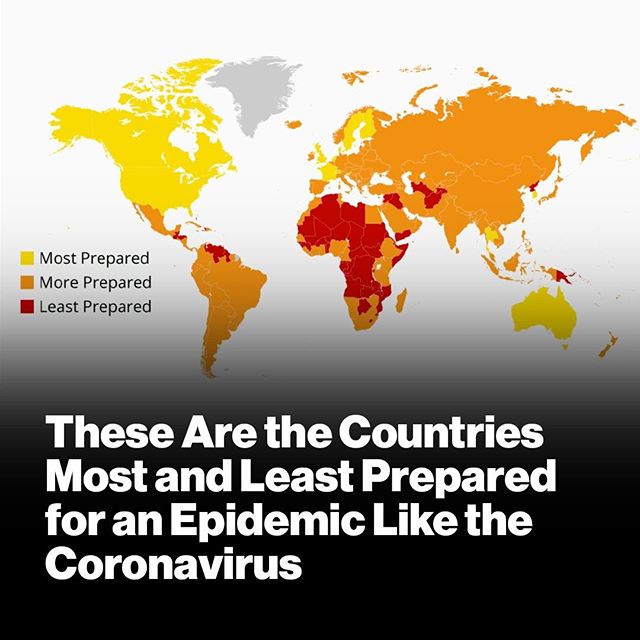 Most Prepared
More Prepared
Least Prepared
These Are the Countries
Most and Least Prepared
for an Epidemic Like the
Coronavirus